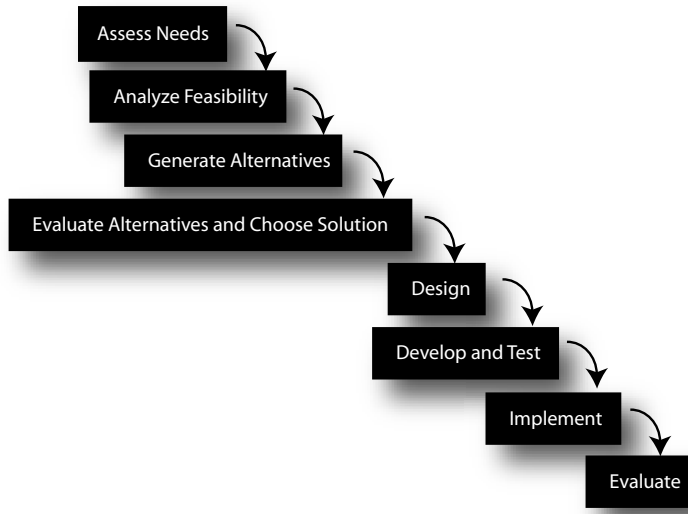 Assess Needs
Analyze Feasibility
Generate Alternatives
Evaluate Alternatives and Choose Solution
Design
Develop and Test
Implement
Evaluate